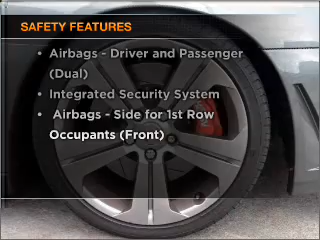 SAFETY FEATURES
• Airbags - Driver and Passenger
(Dual)
• Integrated Security System
• Airbags - Side for 1st Row
Occupants (Front)